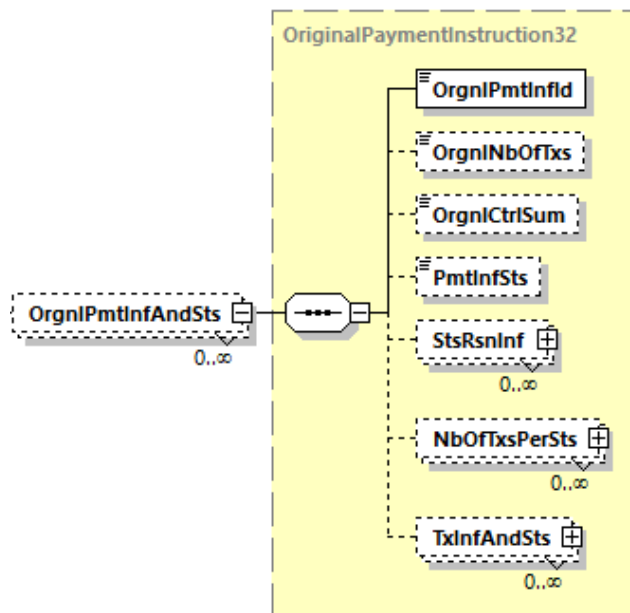 OriginalPaymentInstruction32
OrgnlPmtInfId
OrgnlNbOfTxs
OrgnlCtrlSum
PmtInfSts
OrgnlPmtInfAndSts
0..∞
StsRsnInf
0..∞
NbOfTxsPerSts
0..∞
TxInfAndSts
0..∞